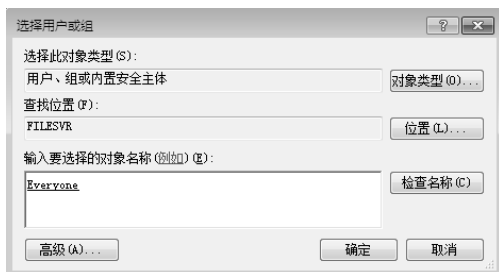 选择用户或组
选择此对象类型(S):
用户、组或内置安全主体
对象类型(O)...
查找位置(F):
FILESVR
位置(L)...
输入要选择的对象名称(例如)(E):
Everyone
检查名称(C)
高级(A)...
确定
取消